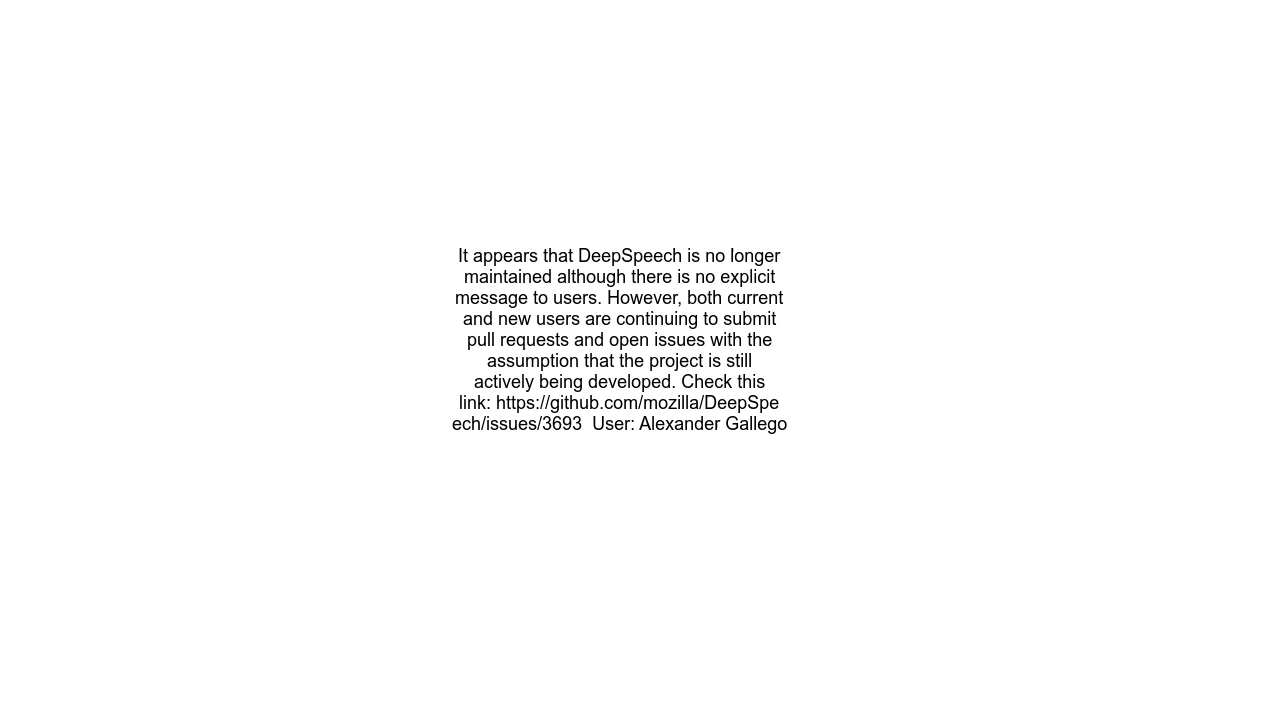 It appears that DeepSpeech is no longer
maintained although there is no explicit
message to users. However, both current
and new users are continuing to submit
pull requests and open issues with the
assumption that the project is still
actively being developed. Check this
link: https://github.com/mozilla/DeepSpe
ech/issues/3693  User: Alexander Gallego